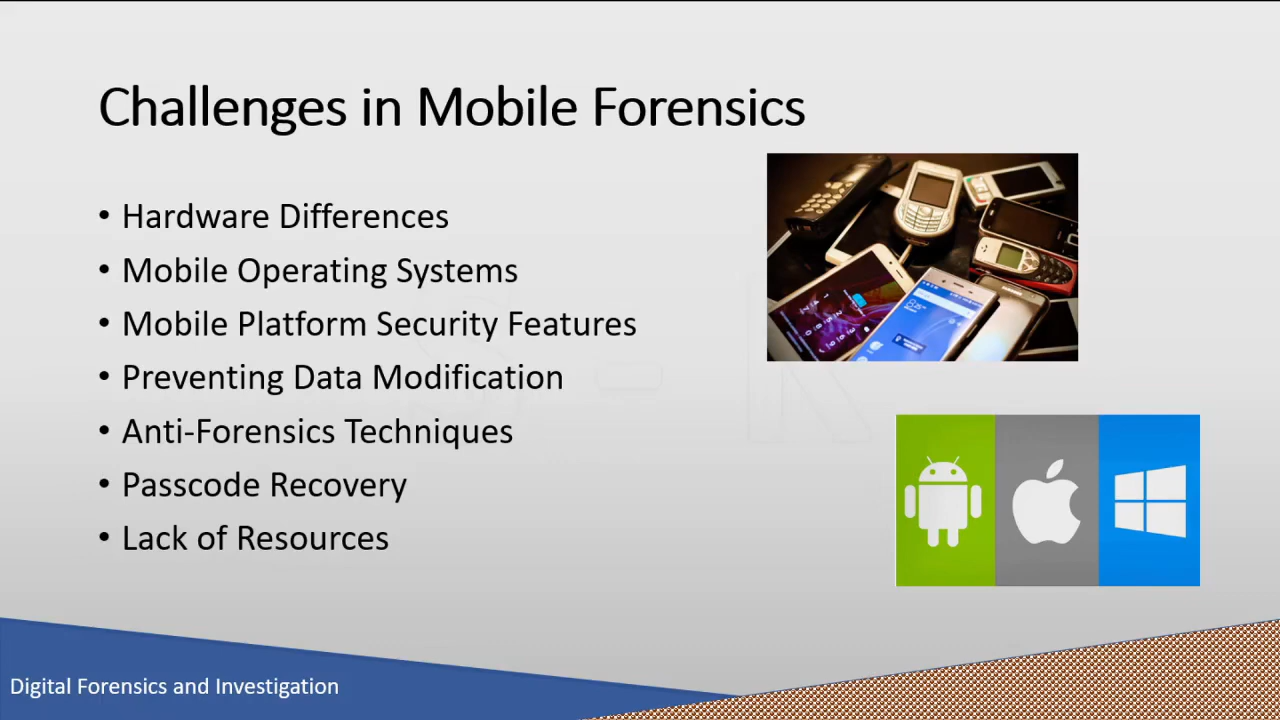 Challenges in Mobile Forensics
• Hardware Differences
• Mobile Operating Systems
• Mobile Platform Security Features
• Preventing Data Modification
• Anti-Forensics Techniques
• Passcode Recovery
• Lack of Resources
Digital Forensics and Investigation